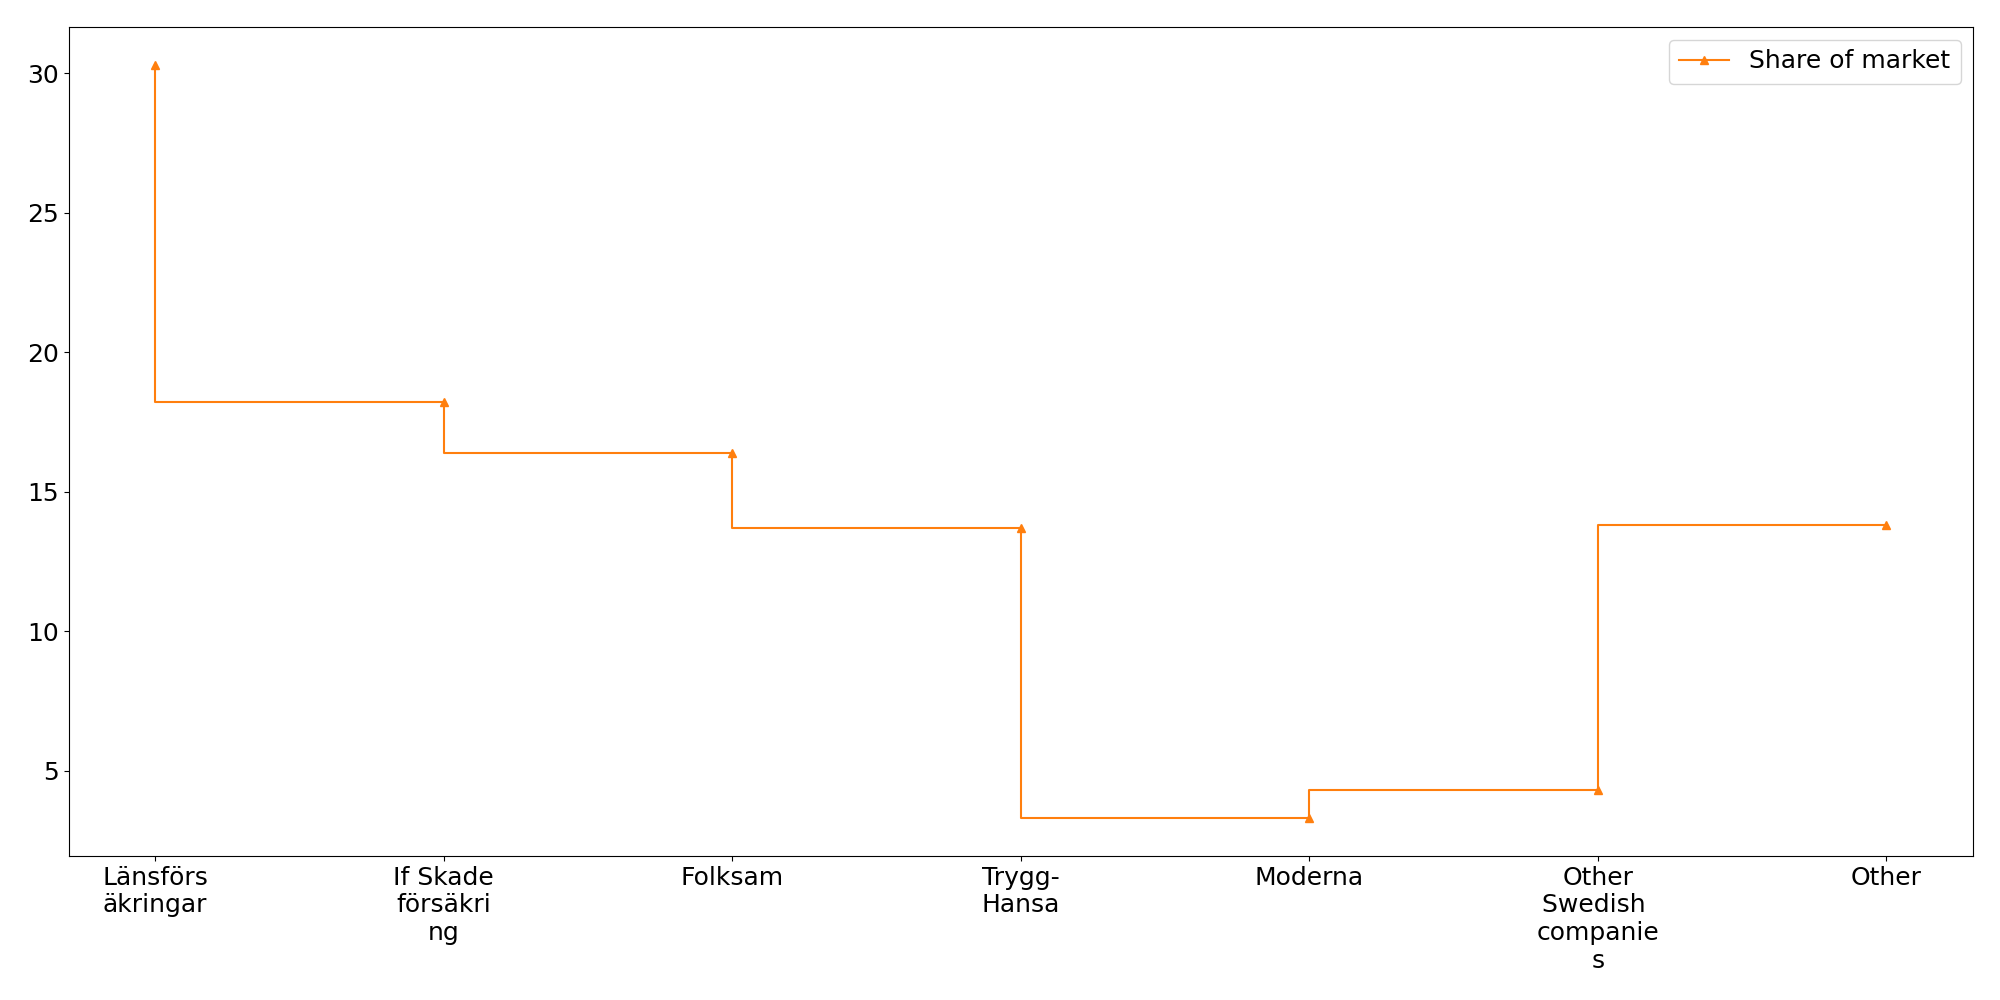 Share of market
30
25
20
15
10
5
Länsförs
äkringar
If Skade
försäkri
ng
Folksam
Trygg-
Hansa
Moderna
Other
Swedish
companie
s
Other